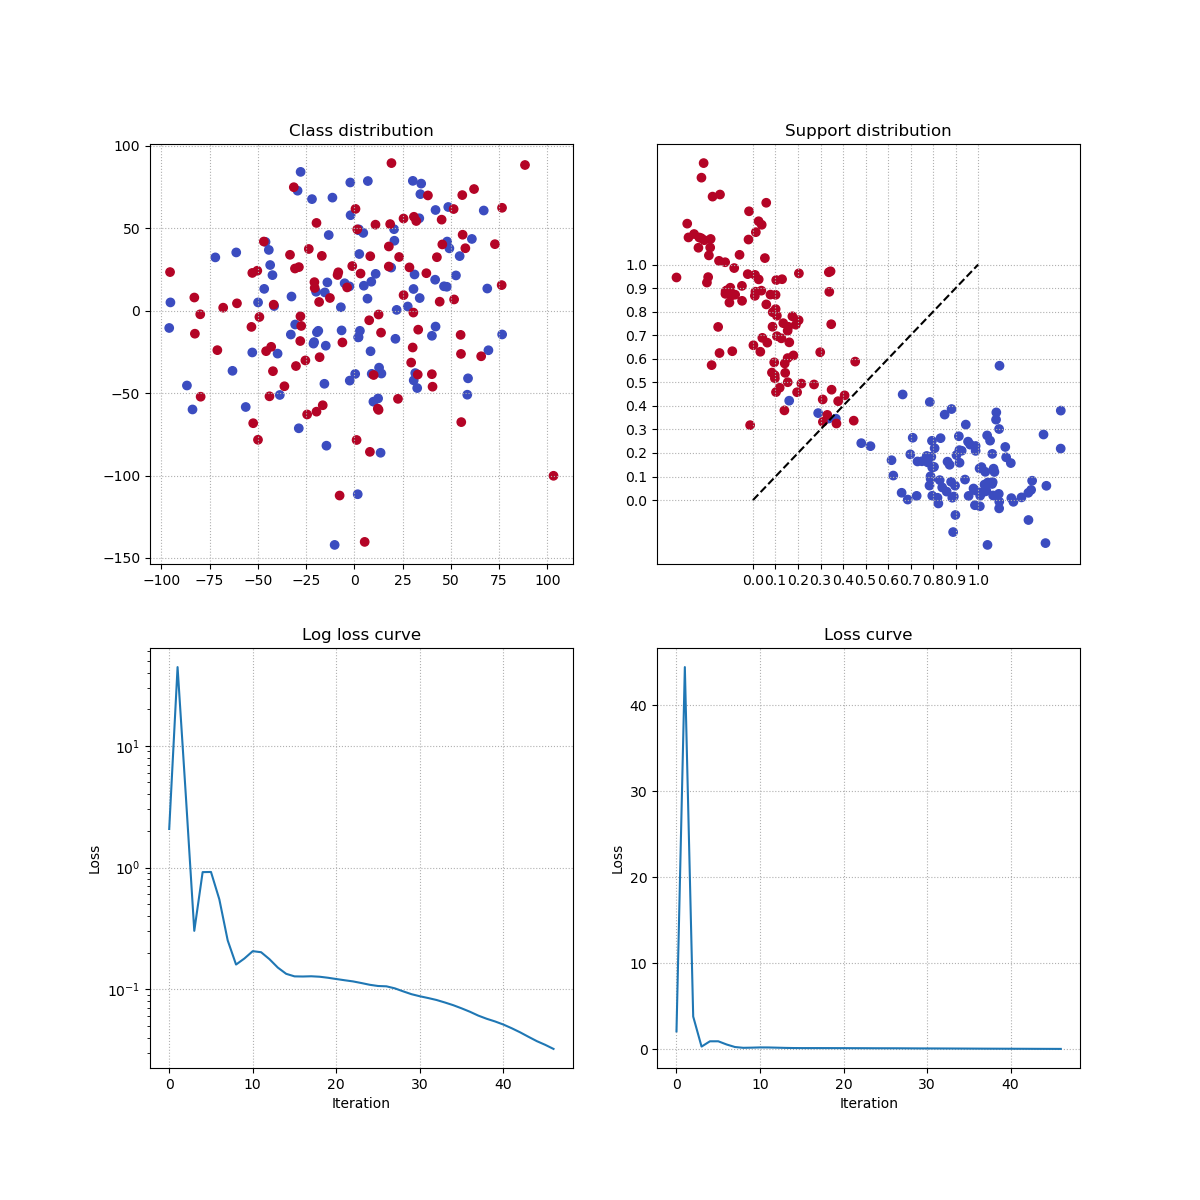 Class distribution
100
50
0
−50
−100
−150
−100 −75 −50 −25 0 25 50 75 100
Support distribution
1.0
0.9
0.8
0.7
0.6
0.5
0.4
0.3
0.2
0.1
0.0
0.0 0.1 0.2 0.3 0.4 0.5 0.6 0.7 0.8 0.9 1.0
Log loss curve
Loss
10¹
10⁰
10⁻¹
0 10 20 30 40
Iteration
Loss curve
Loss
40
30
20
10
0
0 10 20 30 40
Iteration